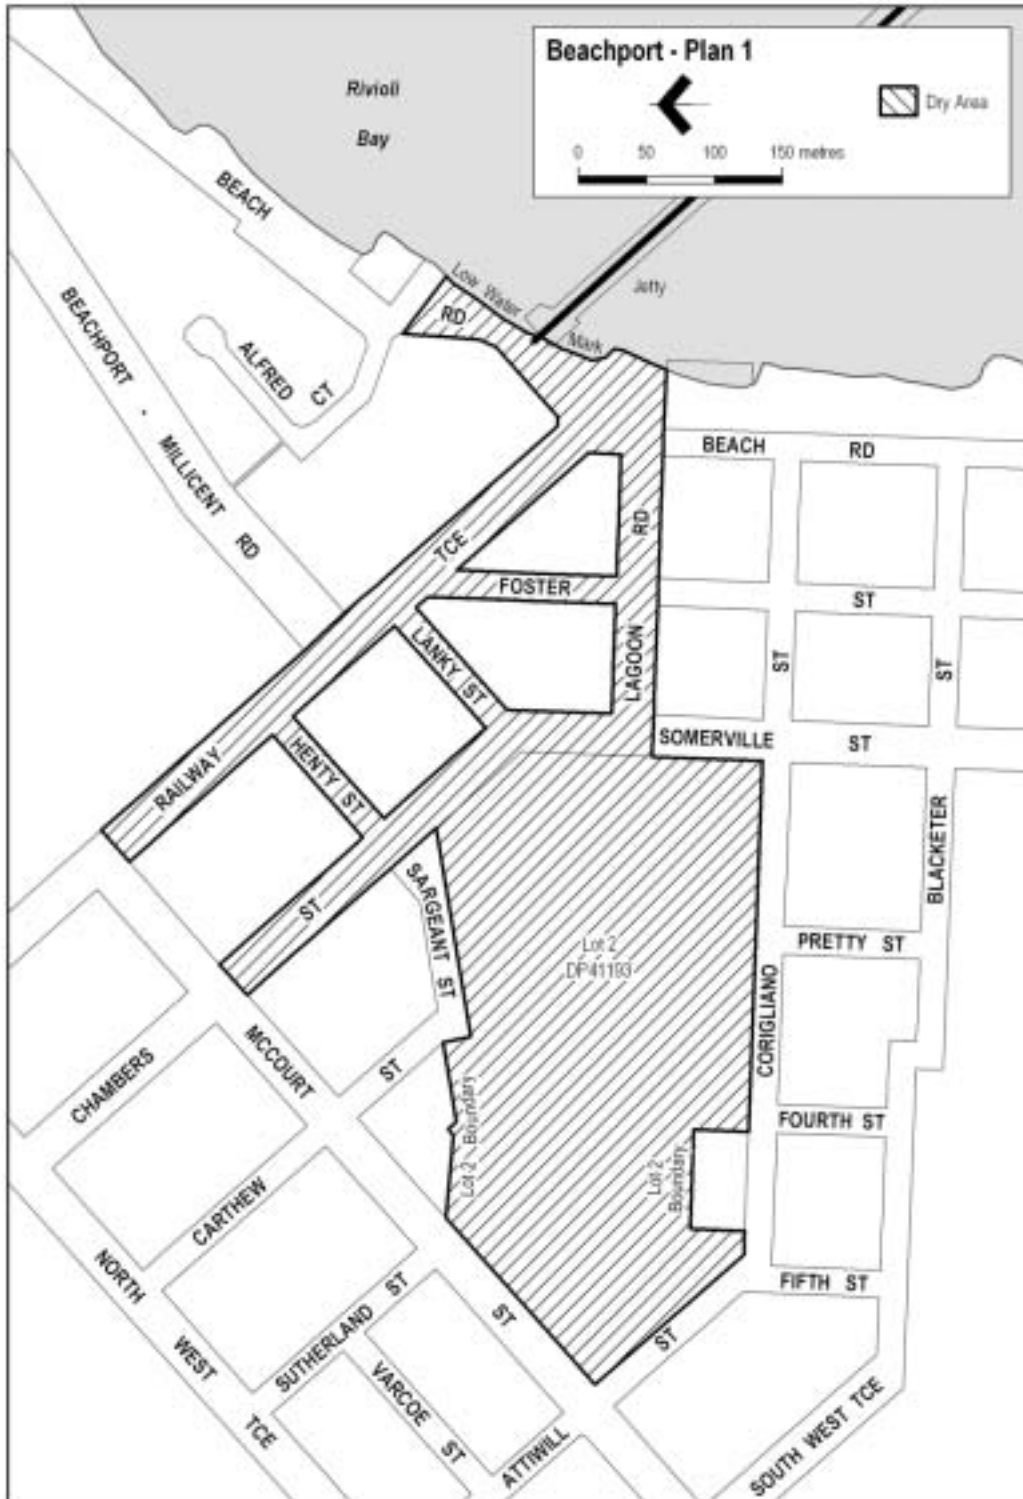 Beachport - Plan 1
Dry Area
0 50 100 150 metres
Rivioli
Bay
BEACH
RD
Low Water
Mark
Jetty
BEACHPORT - MILLICENT RD
ALFRED
CT
BEACH RD
TCE
RD
FOSTER
ST
LANKY ST
LAGOON
ST
ST
SOMERVILLE ST
RAILWAY
HENTY ST
BLACKETER
SARGEANT ST
ST
Lot 2
DP41193
PRETTY ST
CORIGLIANO
MCCOURT
ST
CHAMBERS
Lot 2
Boundary
FOURTH ST
Lot 2
Boundary
CARTHEW
NORTH
WEST
TCE
SUTHERLAND ST
ST
FIFTH ST
ST
VARCOE ST
ATTIWILL
SOUTH WEST TCE